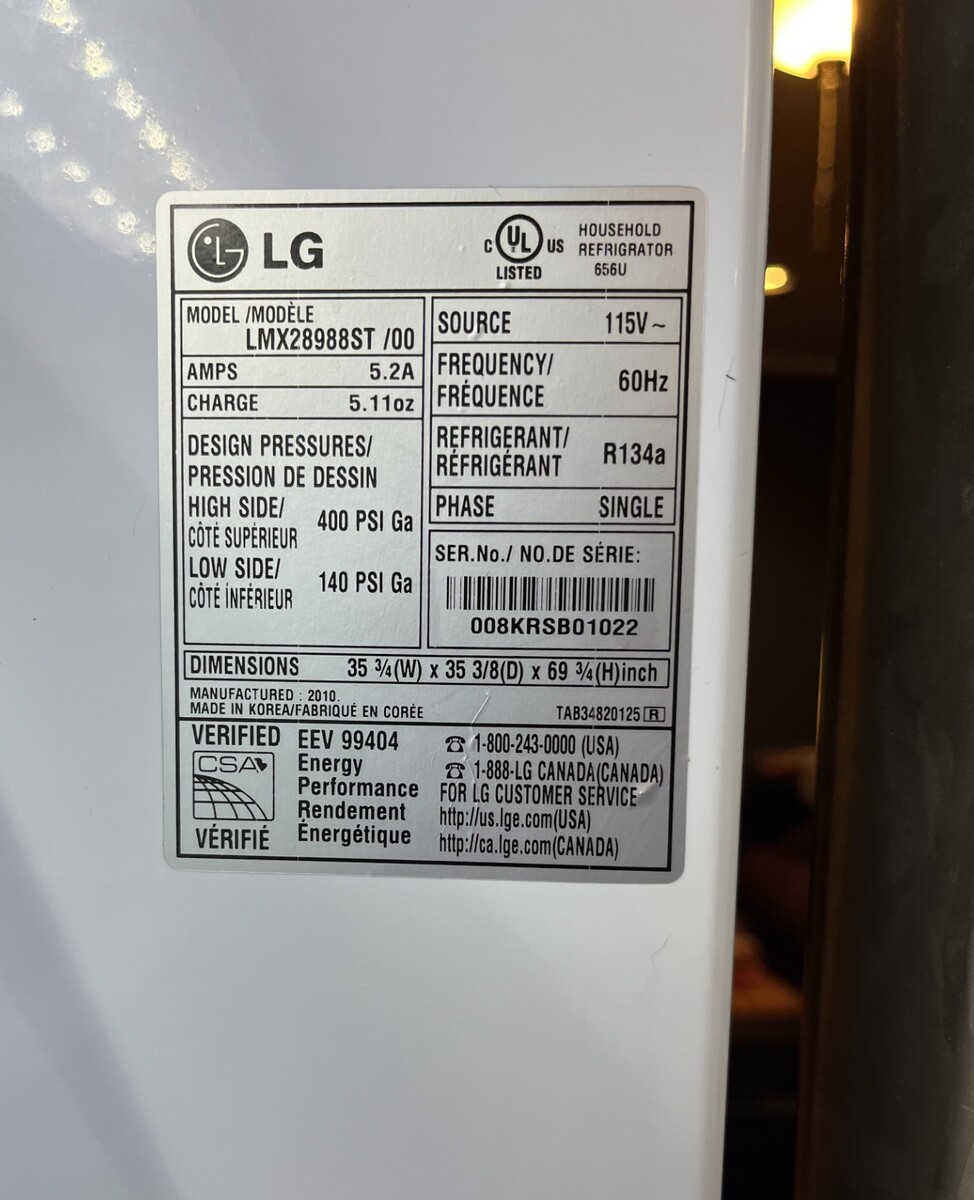 LG
C UL US
LISTED
HOUSEHOLD
REFRIGRATOR
656U
MODEL /MODÈLE
LMX28988ST /00
AMPS 5.2A
CHARGE 5.11oz
DESIGN PRESSURES/
PRESSION DE DESSIN
HIGH SIDE/
CÔTÉ SUPÉRIEUR 400 PSI Ga
LOW SIDE/
CÔTÉ İNFÉRIEUR 140 PSI Ga
SOURCE 115V~
FREQUENCY/
FRÉQUENCE 60Hz
REFRIGERANT/
RÉFRIGÉRANT R134a
PHASE SINGLE
SER.No./ NO.DE SÉRIE:
008KRSB01022
DIMENSIONS 35 ¾(W) x 35 3/8(D) x 69 ¾(H)inch
MANUFACTURED : 2010.
MADE IN KOREA/FABRIQUÉ EN CORÉE TAB34820125 R
VERIFIED
CSA
VÉRIFIÉ
EEV 99404
Energy
Performance
Rendement
Énergétique
☎ 1-800-243-0000 (USA)
☎ 1-888-LG CANADA(CANADA)
FOR LG CUSTOMER SERVICE
http://us.lge.com(USA)
http://ca.lge.com(CANADA)